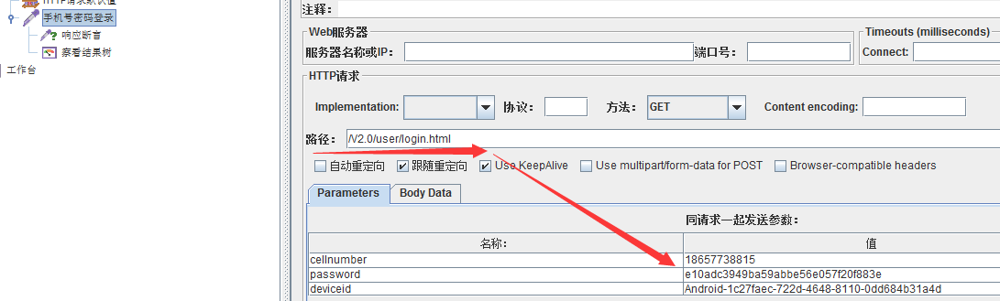 HTTP请求默认值
手机号密码登录
响应断言
察看结果树
工作台
注释：
Web服务器
服务器名称或IP：
端口号：
Timeouts (milliseconds)
Connect:
HTTP请求
Implementation:
协议：
方法：
GET
Content encoding:
路径：
/V2.0/user/login.html
自动重定向
跟随重定向
Use KeepAlive
Use multipart/form-data for POST
Browser-compatible headers
Parameters
Body Data
同请求一起发送参数：
名称：
值
cellnumber
18657738815
password
e10adc3949ba59abbe56e057f20f883e
deviceid
Android-1c27faec-722d-4648-8110-0dd684b31a4d